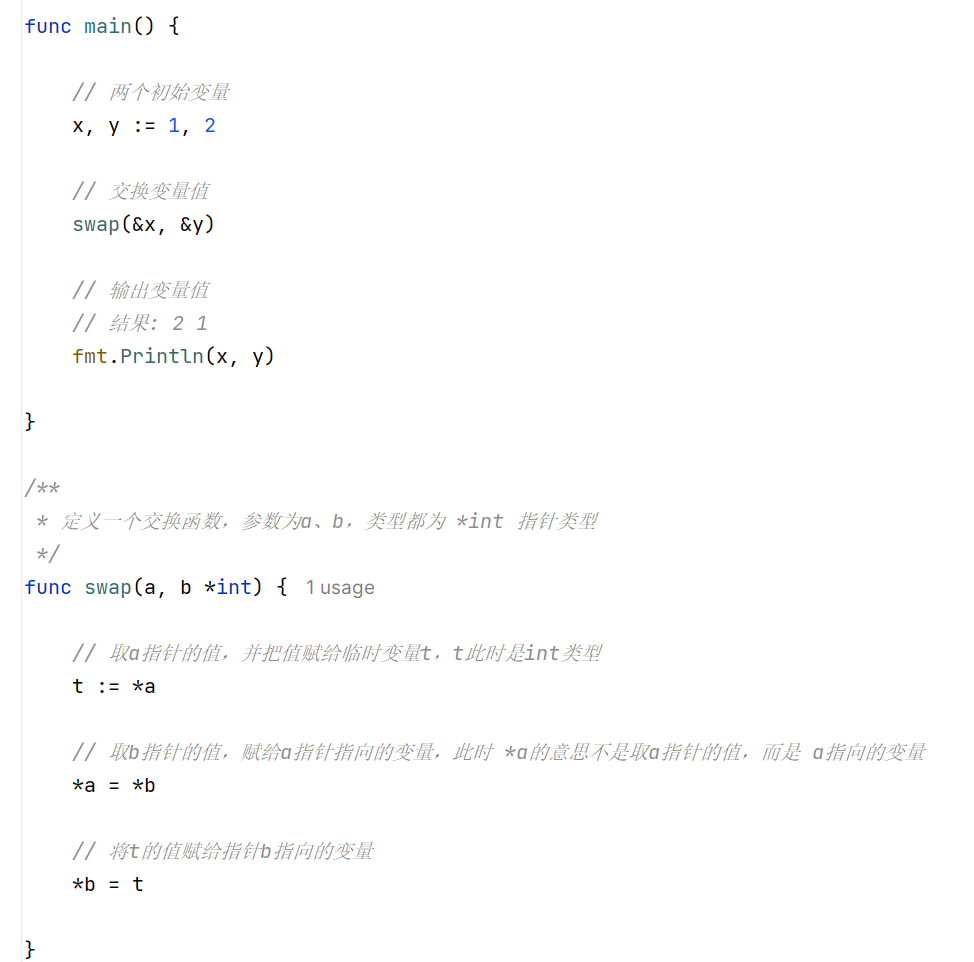 func main() {
// 两个初始变量
x, y := 1, 2
// 交换变量值
swap(&x, &y)
// 输出变量值
// 结果: 2 1
fmt.Println(x, y)
}
/**
* 定义一个交换函数，参数为a、b，类型都为 *int 指针类型
*/
func swap(a, b *int) { 1 usage
// 取a指针的值，并把值赋给临时变量t，t此时是int类型
t := *a
// 取b指针的值，赋给a指针指向的变量，此时 *a的意思不是取a指针的值，而是 a指向的变量
*a = *b
// 将t的值赋给指针b指向的变量
*b = t
}